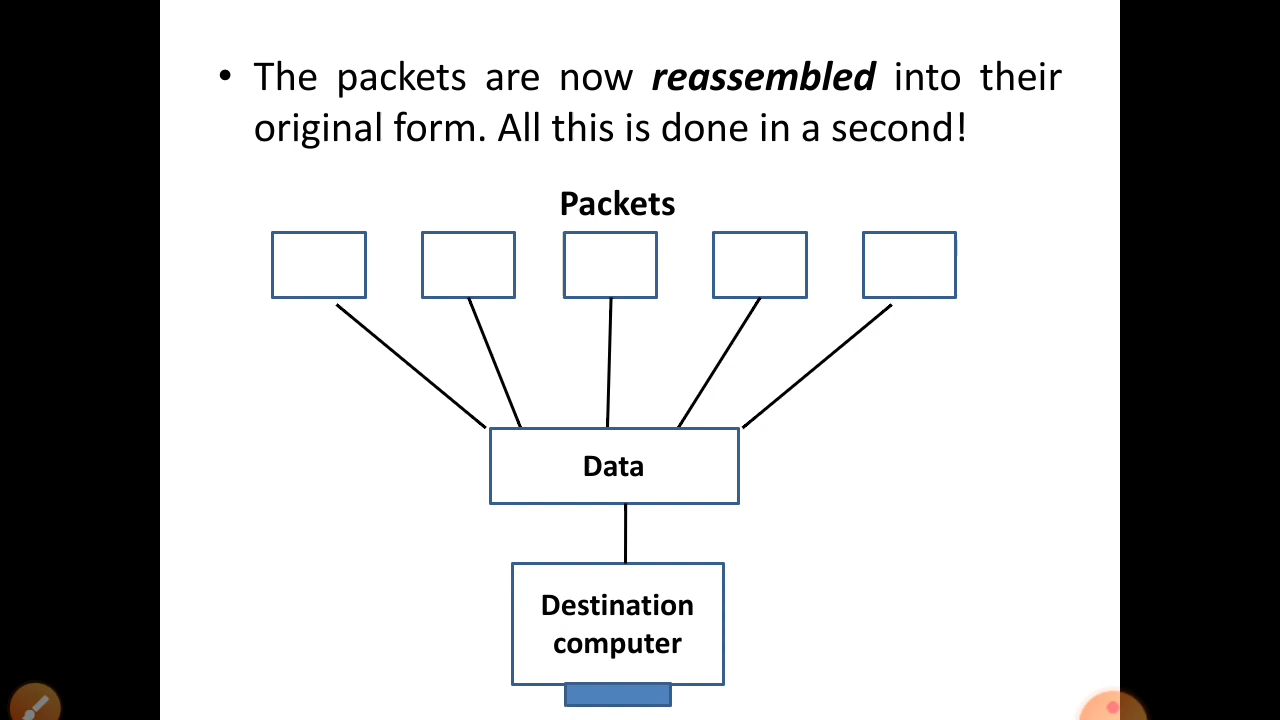 • The packets are now reassembled into their
original form. All this is done in a second!
Packets
Data
Destination
computer